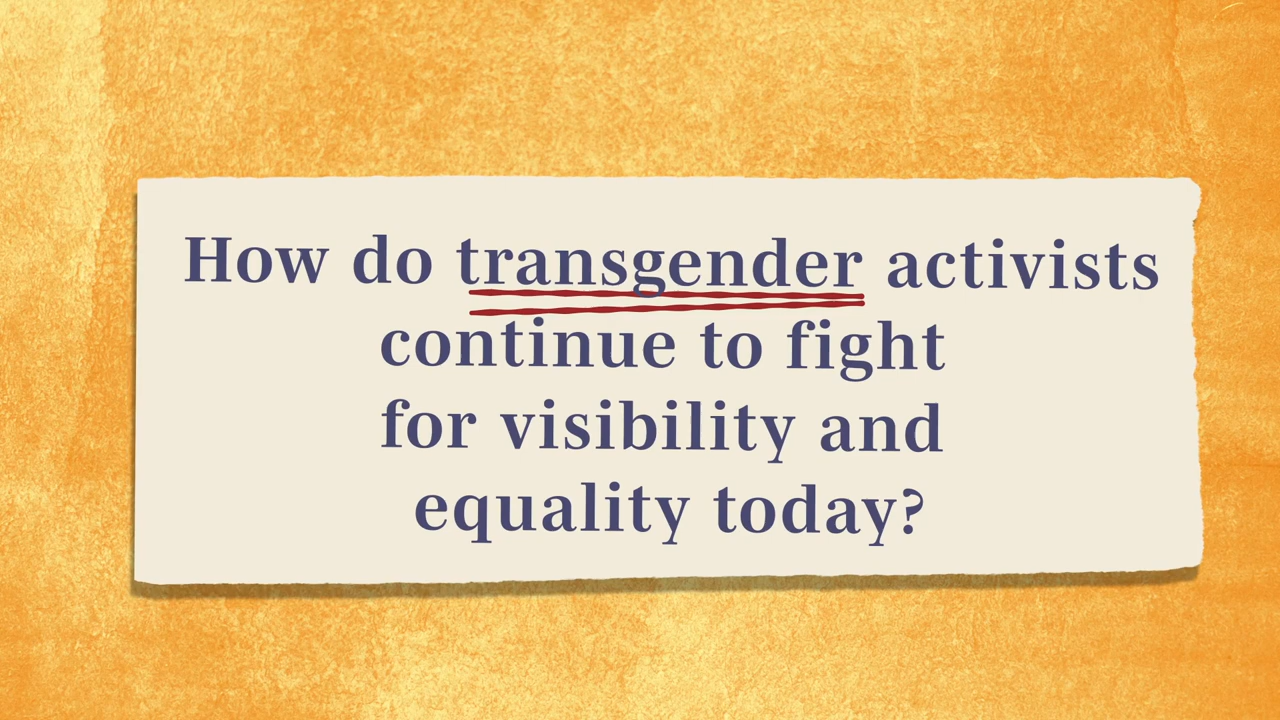 How do transgender activists
continue to fight
for visibility and
equality today?